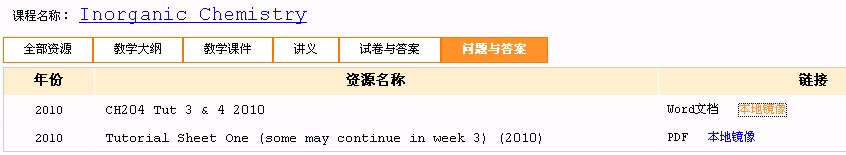 课程名称： Inorganic Chemistry
全部资源 教学大纲 教学课件 讲义 试卷与答案 问题与答案
年份 资源名称 链接
2010 CH204 Tut 3 & 4 2010 Word文档 本地镜像
2010 Tutorial Sheet One (some may continue in week 3) (2010) PDF 本地镜像